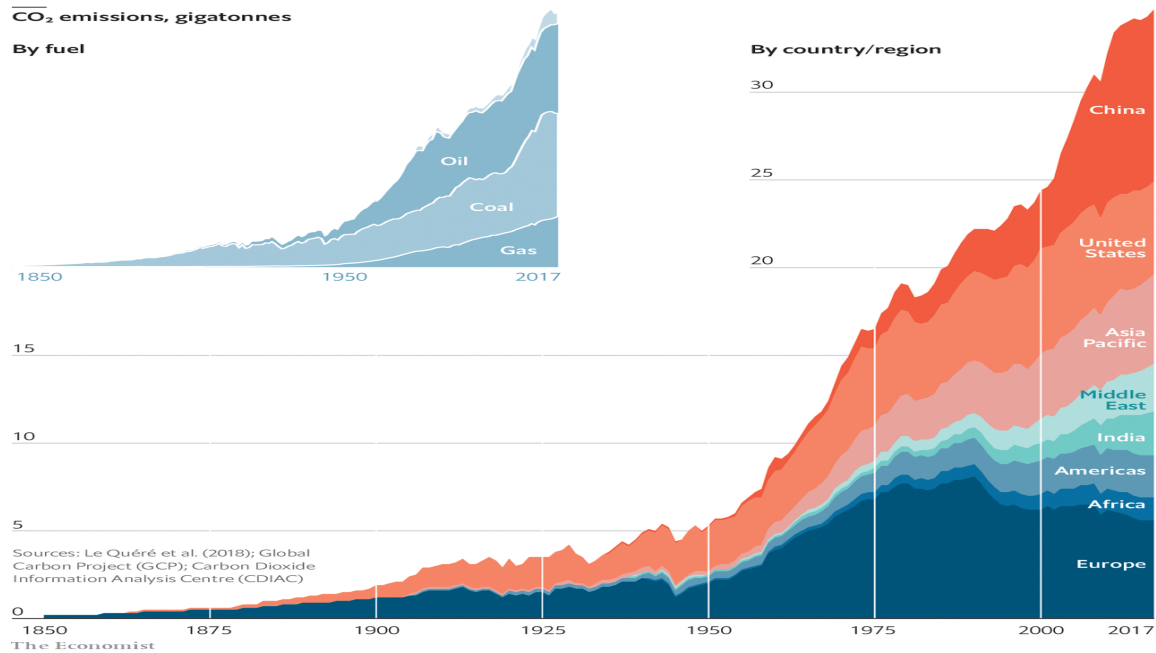 CO₂ emissions, gigatonnes
By fuel
Oil
Coal
Gas
1850 1950 2017
By country/region
30
25
20
15
10
5
0
China
United
States
Asia
Pacific
Middle
East
India
Americas
Africa
Europe
Sources: Le Quéré et al. (2018); Global
Carbon Project (GCP); Carbon Dioxide
Information Analysis Centre (CDIAC)
1850 1875 1900 1925 1950 1975 2000 2017
The Economist